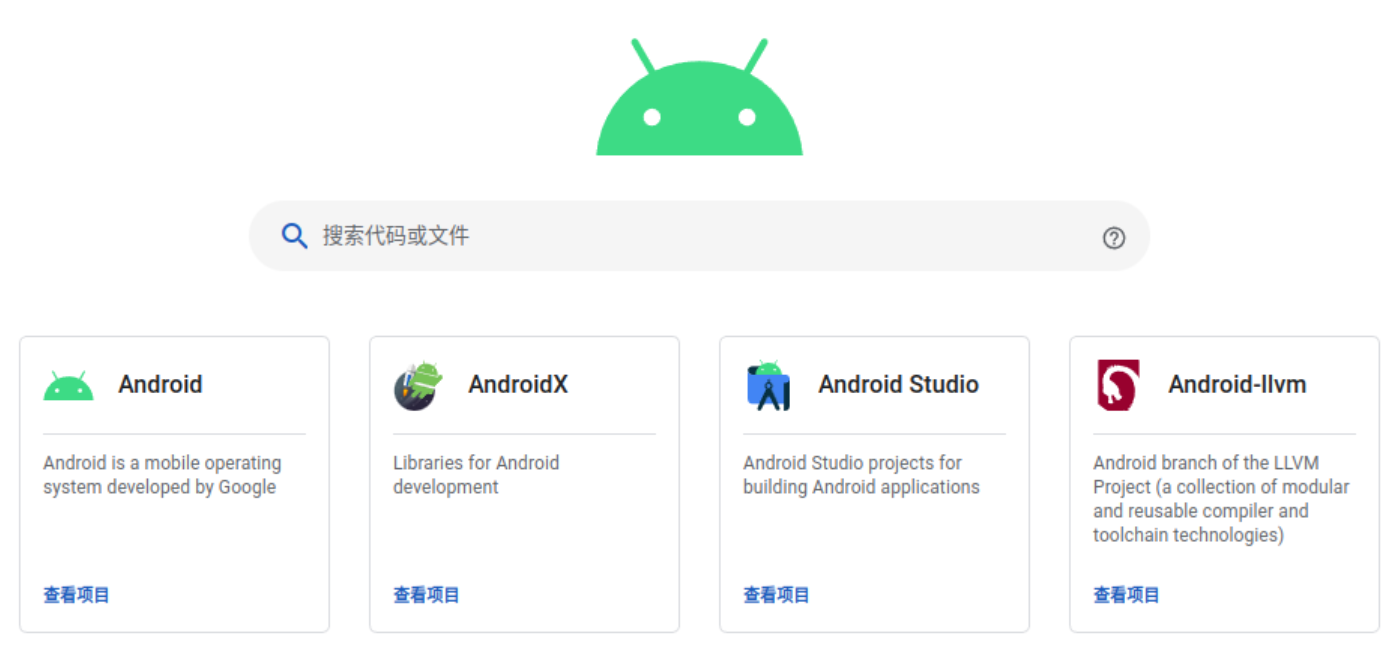 搜索代码或文件
Android
Android is a mobile operating
system developed by Google
查看项目
AndroidX
Libraries for Android
development
查看项目
Android Studio
Android Studio projects for
building Android applications
查看项目
Android-llvm
Android branch of the LLVM
Project (a collection of modular
and reusable compiler and
toolchain technologies)
查看项目